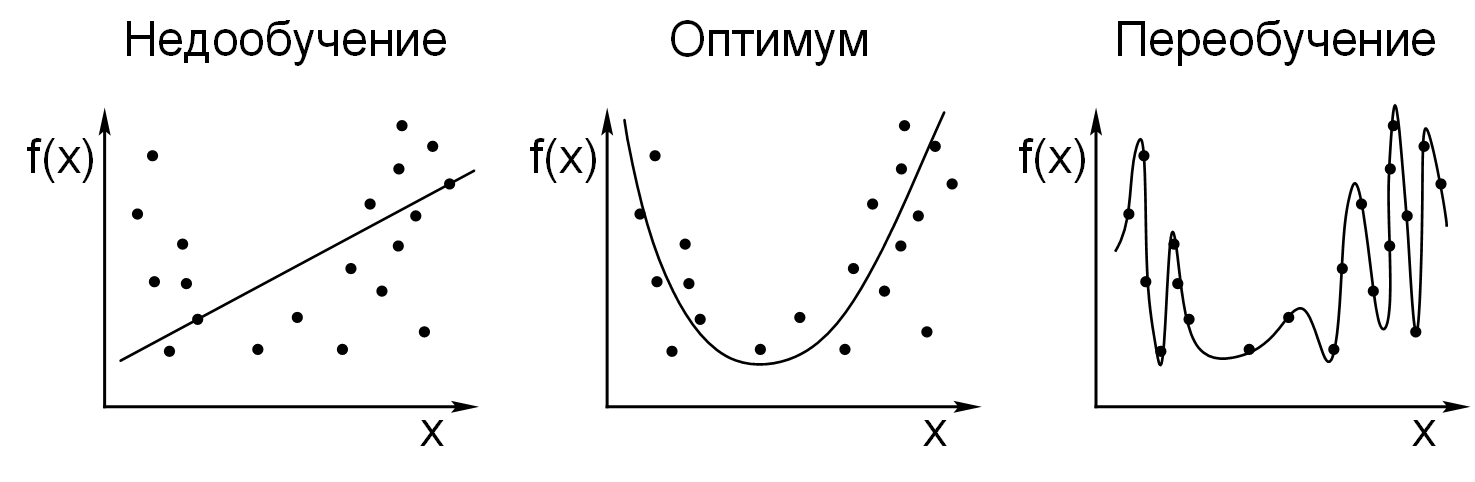 Недообучение
Оптимум
Переобучение
f(x)
f(x)
f(x)
x
x
x